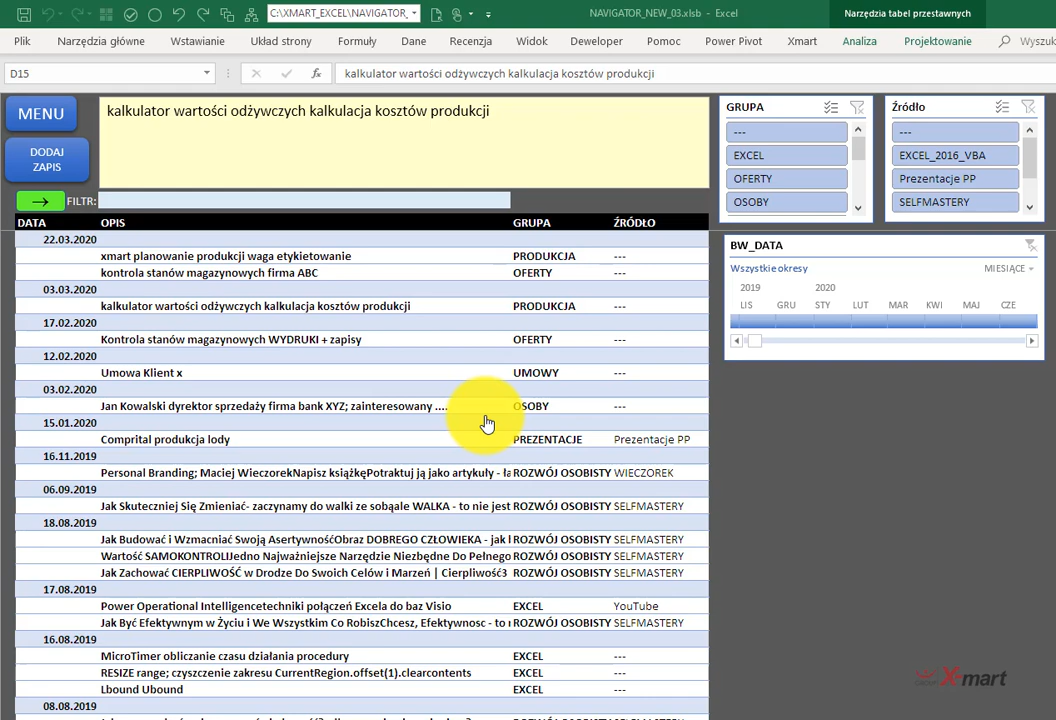 C:\XMART_EXCEL\NAVIGATOR_ NAVIGATOR_NEW_03.xlsb - Excel Narzędzia tabel przestawnych
Plik Narzędzia główne Wstawianie Układ strony Formuły Dane Recenzja Widok Deweloper Pomoc Power Pivot Xmart Analiza Projektowanie Wyszuk
D15 fx kalkulator wartości odżywczych kalkulacja kosztów produkcji
MENU
DODAJ
ZAPIS
kalkulator wartości odżywczych kalkulacja kosztów produkcji
FILTR:
GRUPA
---
EXCEL
OFERTY
OSOBY
Źródło
---
EXCEL_2016_VBA
Prezentacje PP
SELFMASTERY
BW_DATA
Wszystkie okresy MIESIĄCE
2019 2020
LIS GRU STY LUT MAR KWI MAJ CZE
DATA OPIS GRUPA ŹRÓDŁO
22.03.2020
xmart planowanie produkcji waga etykietowanie PRODUKCJA ---
kontrola stanów magazynowych firma ABC OFERTY ---
03.03.2020
kalkulator wartości odżywczych kalkulacja kosztów produkcji PRODUKCJA ---
17.02.2020
Kontrola stanów magazynowych WYDRUKI + zapisy OFERTY ---
12.02.2020
Umowa Klient x UMOWY ---
03.02.2020
Jan Kowalski dyrektor sprzedaży firma bank XYZ; zainteresowany .... OSOBY ---
15.01.2020
Comprital produkcja lody PREZENTACJE Prezentacje PP
16.11.2019
Personal Branding; Maciej WieczorekNapisz książkęPotraktuj ją jako artykuły - ła ROZWÓJ OSOBISTY WIECZOREK
06.09.2019
Jak Skuteczniej Się Zmieniać- zaczynamy do walki ze sobąale WALKA - to nie jest ROZWÓJ OSOBISTY SELFMASTERY
18.08.2019
Jak Budować i Wzmacniać Swoją AsertywnośćObraz DOBREGO CZŁOWIEKA - jak ROZWÓJ OSOBISTY SELFMASTERY
Wartość SAMOKONTROLIJedno Najważniejsze Narzędzie Niezbędne Do Pełnego ROZWÓJ OSOBISTY SELFMASTERY
Jak Zachować CIERPLIWOŚĆ w Drodze Do Swoich Celów i Marzeń | Cierpliwość3 ROZWÓJ OSOBISTY SELFMASTERY
17.08.2019
Power Operational Intelligencetechniki połączeń Excela do baz Visio EXCEL YouTube
Jak Być Efektywnym w Życiu i We Wszystkim Co RobiszChcesz, Efektywnosc - to ROZWÓJ OSOBISTY SELFMASTERY
16.08.2019
MicroTimer obliczanie czasu działania procedury EXCEL ---
RESIZE range; czyszczenie zakresu CurrentRegion.offset(1).clearcontents EXCEL ---
Lbound Ubound EXCEL ---
08.08.2019
X-mart